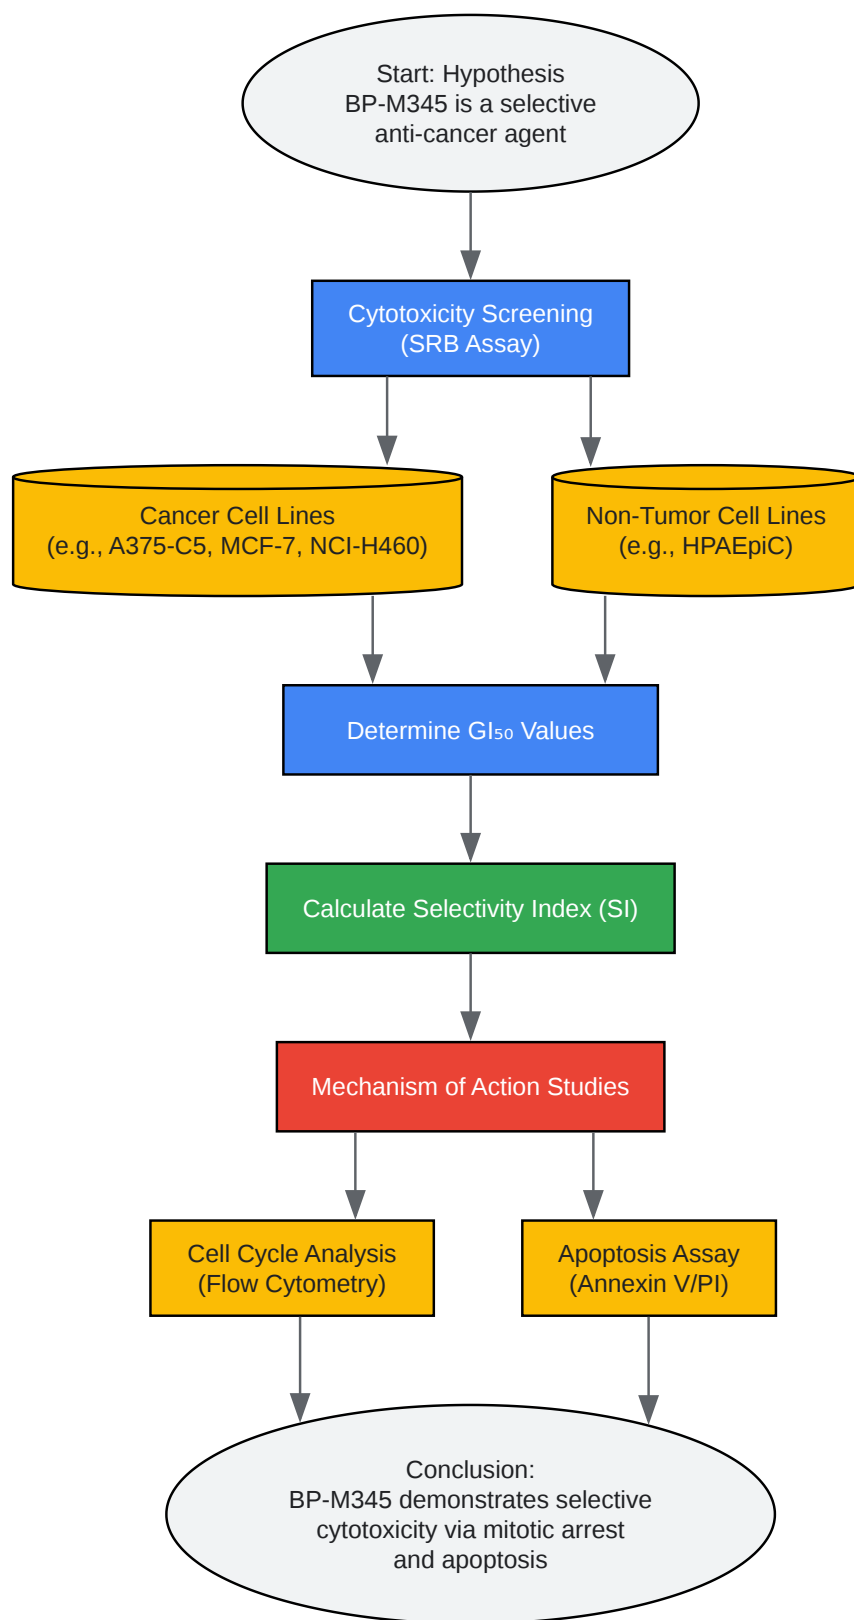 Start: Hypothesis
BP-M345 is a selective
anti-cancer agent
Cytotoxicity Screening
(SRB Assay)
Cancer Cell Lines
(e.g., A375-C5, MCF-7, NCI-H460)
Non-Tumor Cell Lines
(e.g., HPAEpiC)
Determine GI₅₀ Values
Calculate Selectivity Index (SI)
Mechanism of Action Studies
Cell Cycle Analysis
(Flow Cytometry)
Apoptosis Assay
(Annexin V/PI)
Conclusion:
BP-M345 demonstrates selective
cytotoxicity via mitotic arrest
and apoptosis